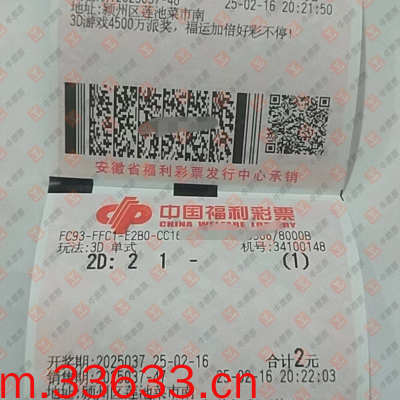 地址:颍州区莲池菜市南
25-02-16 20:21:50
3D游戏4500万派奖，福运加倍好彩不停!
安徽省福利彩票发行中心承销
中国福利彩票
CHINA WELFARE LOTTERY
FC93-FFC1-E2B0-CC1E
玩法:3D 单式
机号:34100148
2D: 2 1 - (1)
开奖期:2025037 25-02-16 合计2元
25-02-16 20:22:03
m.33633.cn